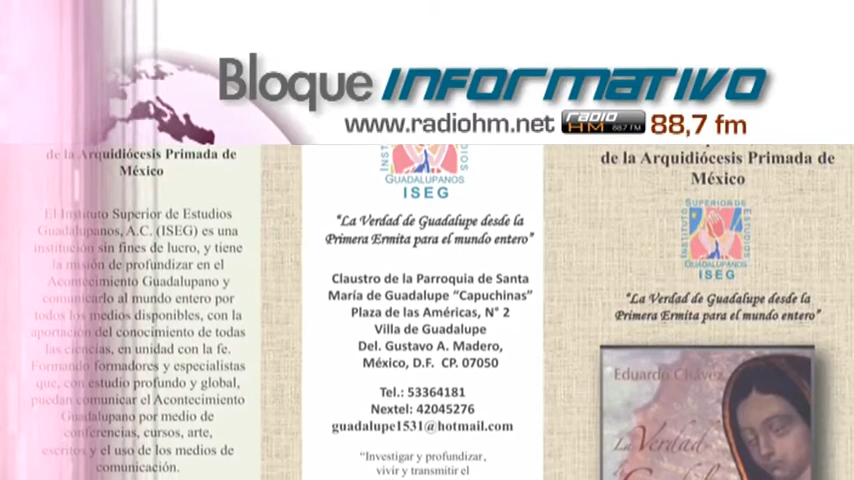 Bloque INFORMATIVO
www.radiohm.net RADIO HM 88.7 FM 88,7 fm
de la Arquidiócesis Primada de
México
El Instituto Superior de Estudios
Guadalupanos, A.C. (ISEG) es una
institución sin fines de lucro, y tiene
la misión de profundizar en el
Acontecimiento Guadalupano y
comunicarlo al mundo entero por
todos los medios disponibles, con la
aportación del conocimiento de todas
las ciencias, en unidad con la fe.
Formando formadores y especialistas
que, con estudio profundo y global,
puedan comunicar el Acontecimiento
Guadalupano por medio de
conferencias, cursos, arte,
escritos y el uso de los medios de
comunicación.
GUADALUPANOS
ISEG
"La Verdad de Guadalupe desde la
Primera Ermita para el mundo entero"
Claustro de la Parroquia de Santa
María de Guadalupe "Capuchinas"
Plaza de las Américas, N° 2
Villa de Guadalupe
Del. Gustavo A. Madero,
México, D.F. CP. 07050
Tel.: 53364181
Nextel: 42045276
guadalupe1531@hotmail.com
"Investigar y profundizar,
vivir y transmitir el
de la Arquidiócesis Primada de
México
INSTITUTO SUPERIOR DE ESTUDIOS
GUADALUPANOS
ISEG
"La Verdad de Guadalupe desde la
Primera Ermita para el mundo entero"
Eduardo Chávez
La Verdad
de Guadalupe